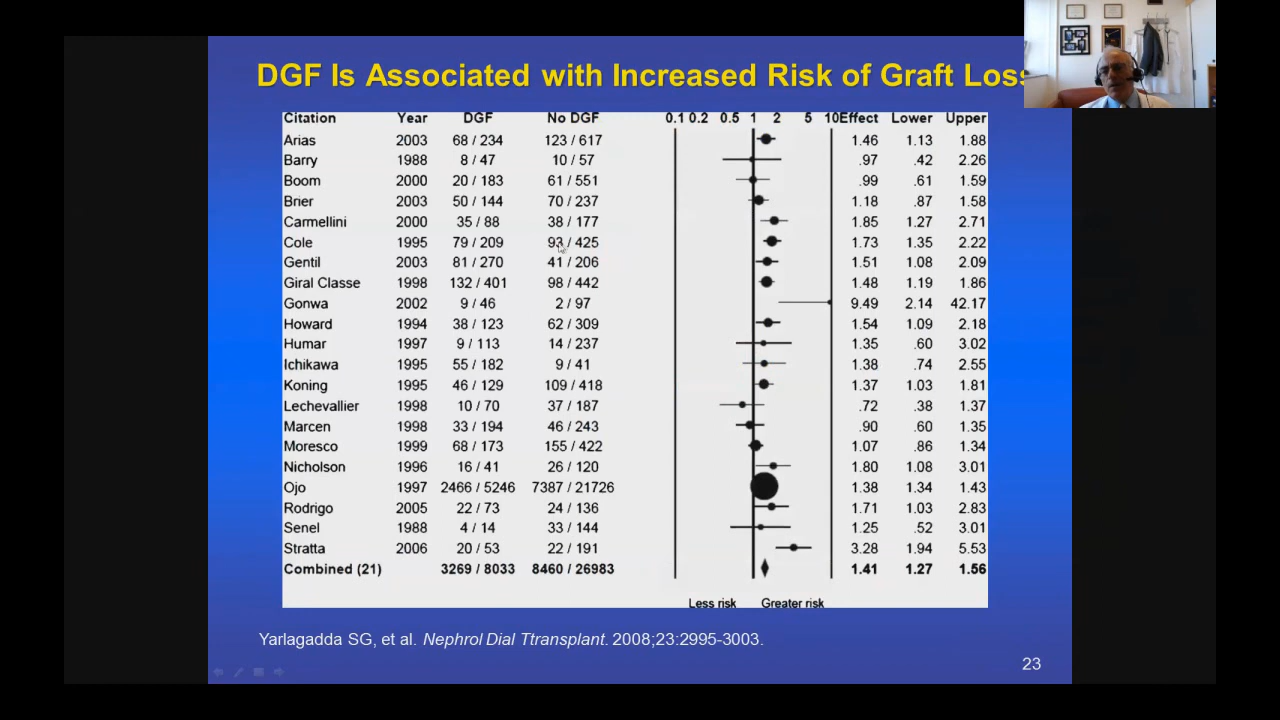 DGF Is Associated with Increased Risk of Graft Loss
Citation Year DGF No DGF 0.1 0.2 0.5 1 2 5 10 Effect Lower Upper
Arias 2003 68 / 234 123 / 617 1.46 1.13 1.88
Barry 1988 8 / 47 10 / 57 .97 .42 2.26
Boom 2000 20 / 183 61 / 551 .99 .61 1.59
Brier 2003 50 / 144 70 / 237 1.18 .87 1.58
Carmellini 2000 35 / 88 38 / 177 1.85 1.27 2.71
Cole 1995 79 / 209 93 / 425 1.73 1.35 2.22
Gentil 2003 81 / 270 41 / 206 1.51 1.08 2.09
Giral Classe 1998 132 / 401 98 / 442 1.48 1.19 1.86
Gonwa 2002 9 / 46 2 / 97 9.49 2.14 42.17
Howard 1994 38 / 123 62 / 309 1.54 1.09 2.18
Humar 1997 9 / 113 14 / 237 1.35 .60 3.02
Ichikawa 1995 55 / 182 9 / 41 1.38 .74 2.55
Koning 1995 46 / 129 109 / 418 1.37 1.03 1.81
Lechevallier 1998 10 / 70 37 / 187 .72 .38 1.37
Marcen 1998 33 / 194 46 / 243 .90 .60 1.35
Moresco 1999 68 / 173 155 / 422 1.07 .86 1.34
Nicholson 1996 16 / 41 26 / 120 1.80 1.08 3.01
Ojo 1997 2466 / 5246 7387 / 21726 1.38 1.34 1.43
Rodrigo 2005 22 / 73 24 / 136 1.71 1.03 2.83
Senel 1988 4 / 14 33 / 144 1.25 .52 3.01
Stratta 2006 20 / 53 22 / 191 3.28 1.94 5.53
Combined (21) 3269 / 8033 8460 / 26983 1.41 1.27 1.56
Less risk Greater risk
Yarlagadda SG, et al. Nephrol Dial Ttransplant. 2008;23:2995-3003.
23